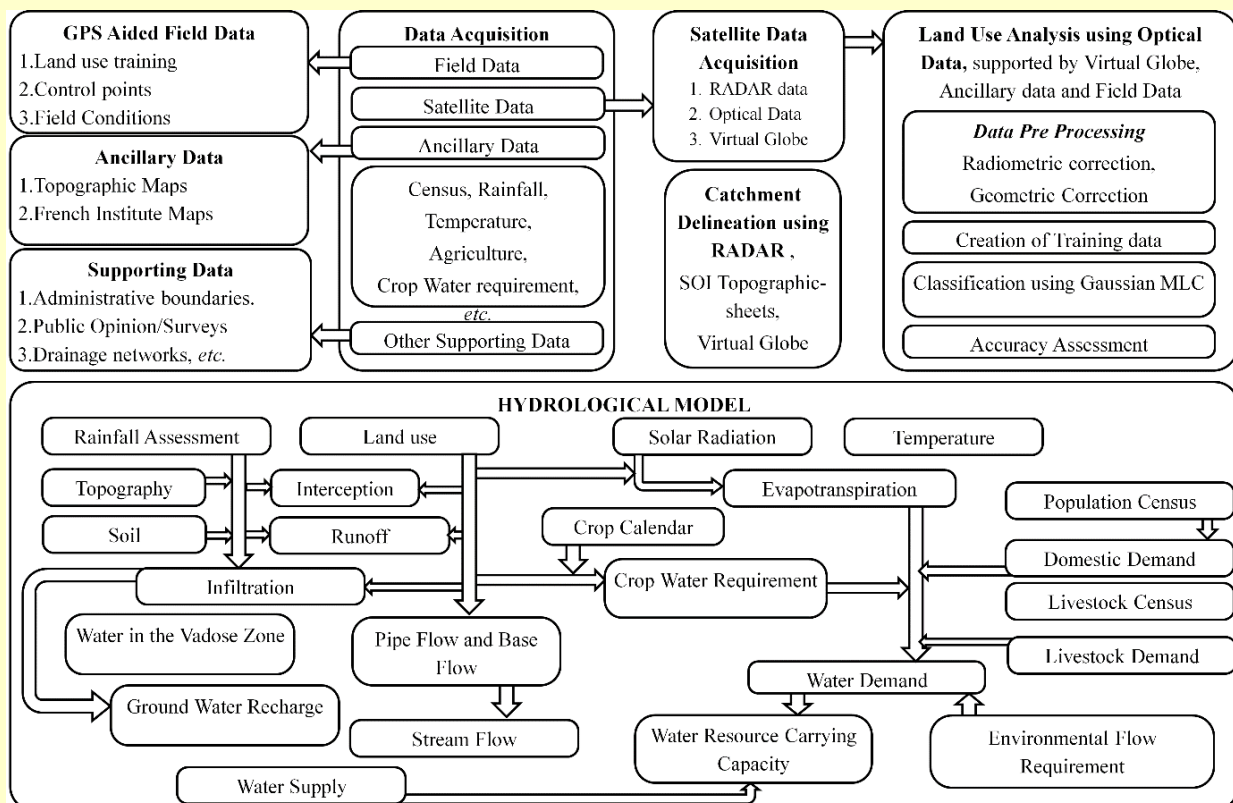 GPS Aided Field Data
1.Land use training
2.Control points
3.Field Conditions
Ancillary Data
1.Topographic Maps
2.French Institute Maps
Supporting Data
1.Administrative boundaries.
2.Public Opinion/Surveys
3.Drainage networks, etc.
Data Acquisition
Field Data
Satellite Data
Ancillary Data
Census, Rainfall,
Temperature,
Agriculture,
Crop Water requirement,
etc.
Other Supporting Data
Satellite Data
Acquisition
1. RADAR data
2. Optical Data
3. Virtual Globe
Catchment
Delineation using
RADAR ,
SOI Topographic-
sheets,
Virtual Globe
Land Use Analysis using Optical
Data, supported by Virtual Globe,
Ancillary data and Field Data
Data Pre Processing
Radiometric correction,
Geometric Correction
Creation of Training data
Classification using Gaussian MLC
Accuracy Assessment
HYDROLOGICAL MODEL
Rainfall Assessment
Land use
Solar Radiation
Temperature
Topography
Interception
Evapotranspiration
Population Census
Soil
Runoff
Crop Calendar
Domestic Demand
Infiltration
Crop Water Requirement
Livestock Census
Water in the Vadose Zone
Pipe Flow and Base
Flow
Livestock Demand
Water Demand
Ground Water Recharge
Stream Flow
Water Resource Carrying
Capacity
Environmental Flow
Requirement
Water Supply